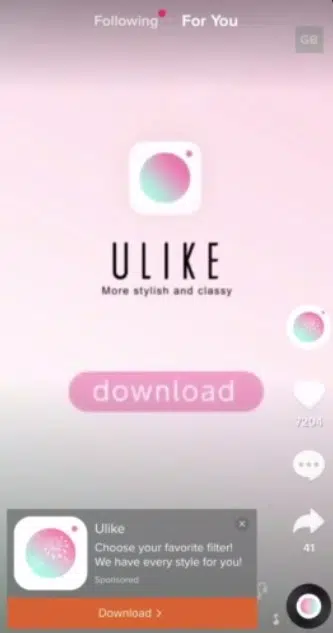 Following
For You
GB
ULIKE
More stylish and classy
download
7204
41
Ulike
Choose your favorite filter!
We have every style for you!
Sponsored
Download >